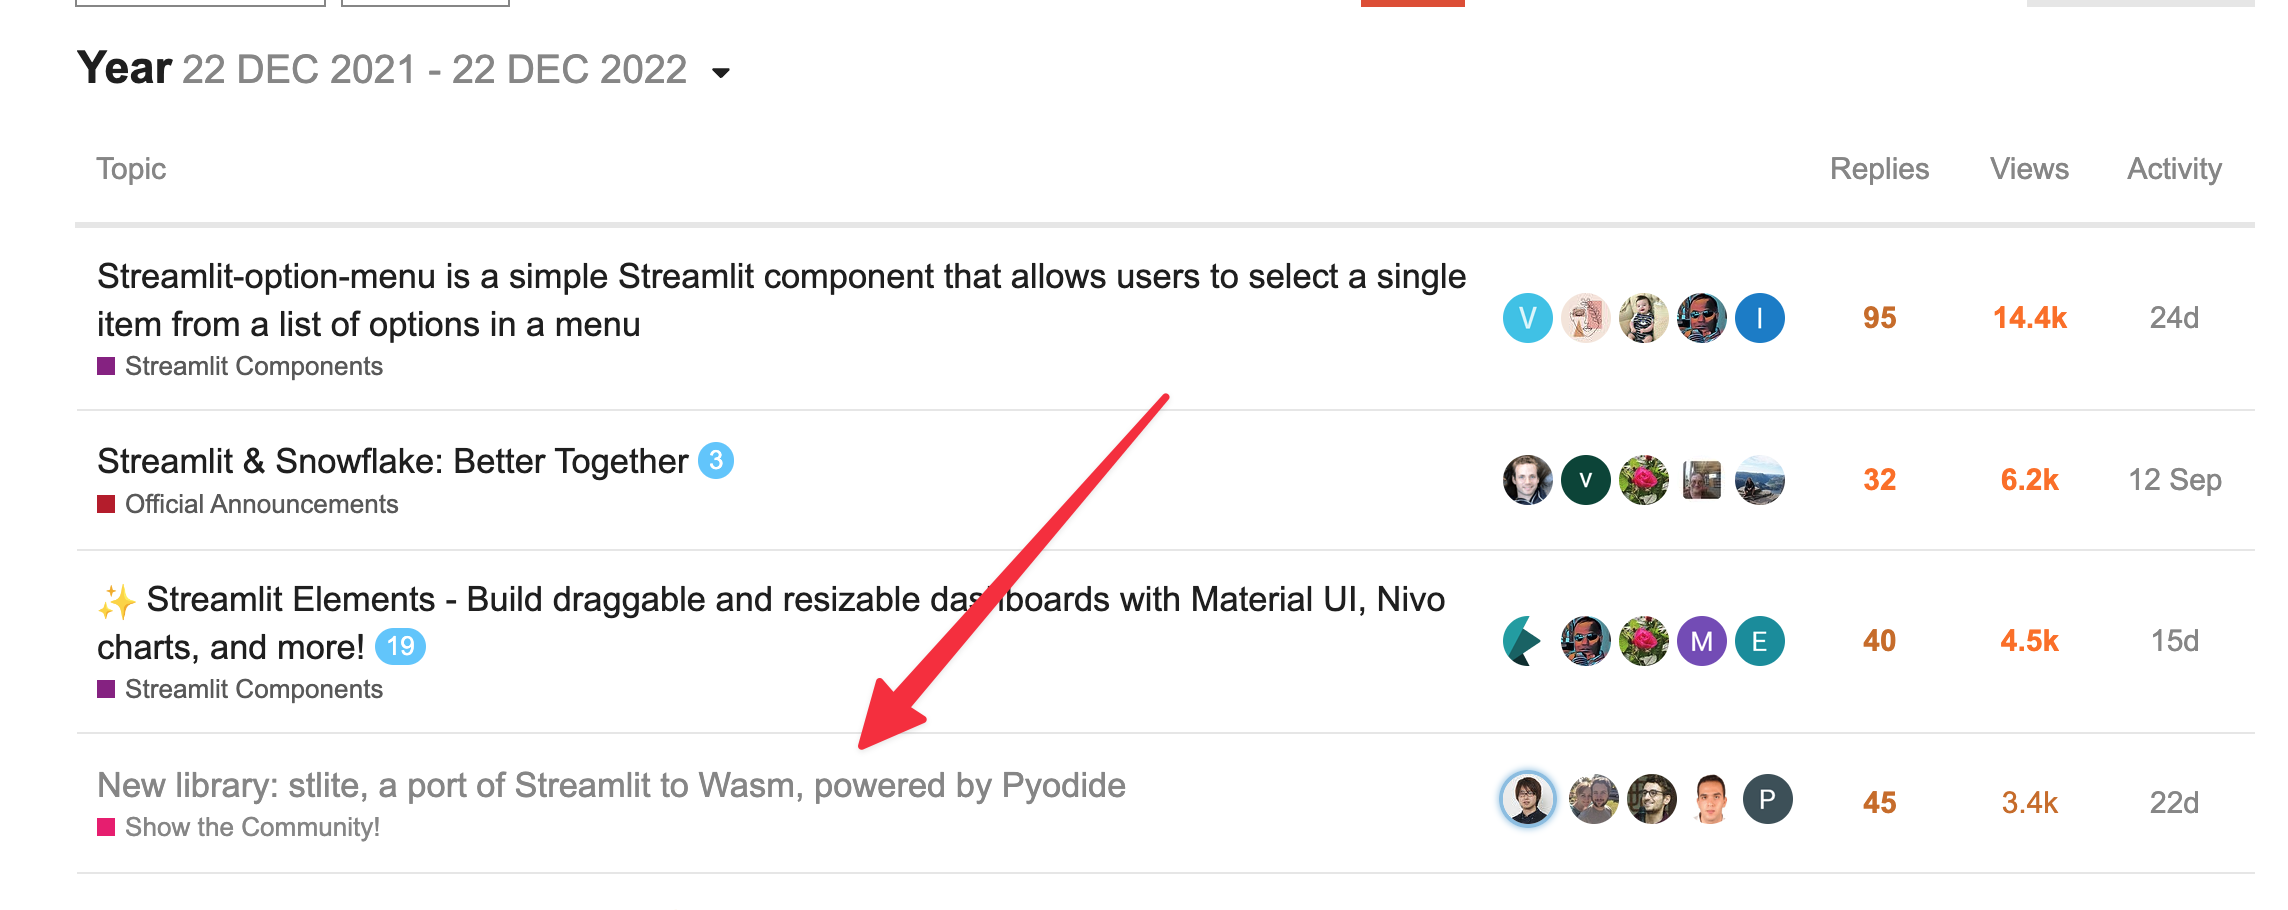 Year 22 DEC 2021 - 22 DEC 2022
Topic Replies Views Activity
Streamlit-option-menu is a simple Streamlit component that allows users to select a single
item from a list of options in a menu
Streamlit Components
V I 95 14.4k 24d
Streamlit & Snowflake: Better Together 3
Official Announcements
v 32 6.2k 12 Sep
✨ Streamlit Elements - Build draggable and resizable dashboards with Material UI, Nivo
charts, and more! 19
Streamlit Components
M E 40 4.5k 15d
New library: stlite, a port of Streamlit to Wasm, powered by Pyodide
Show the Community!
P 45 3.4k 22d